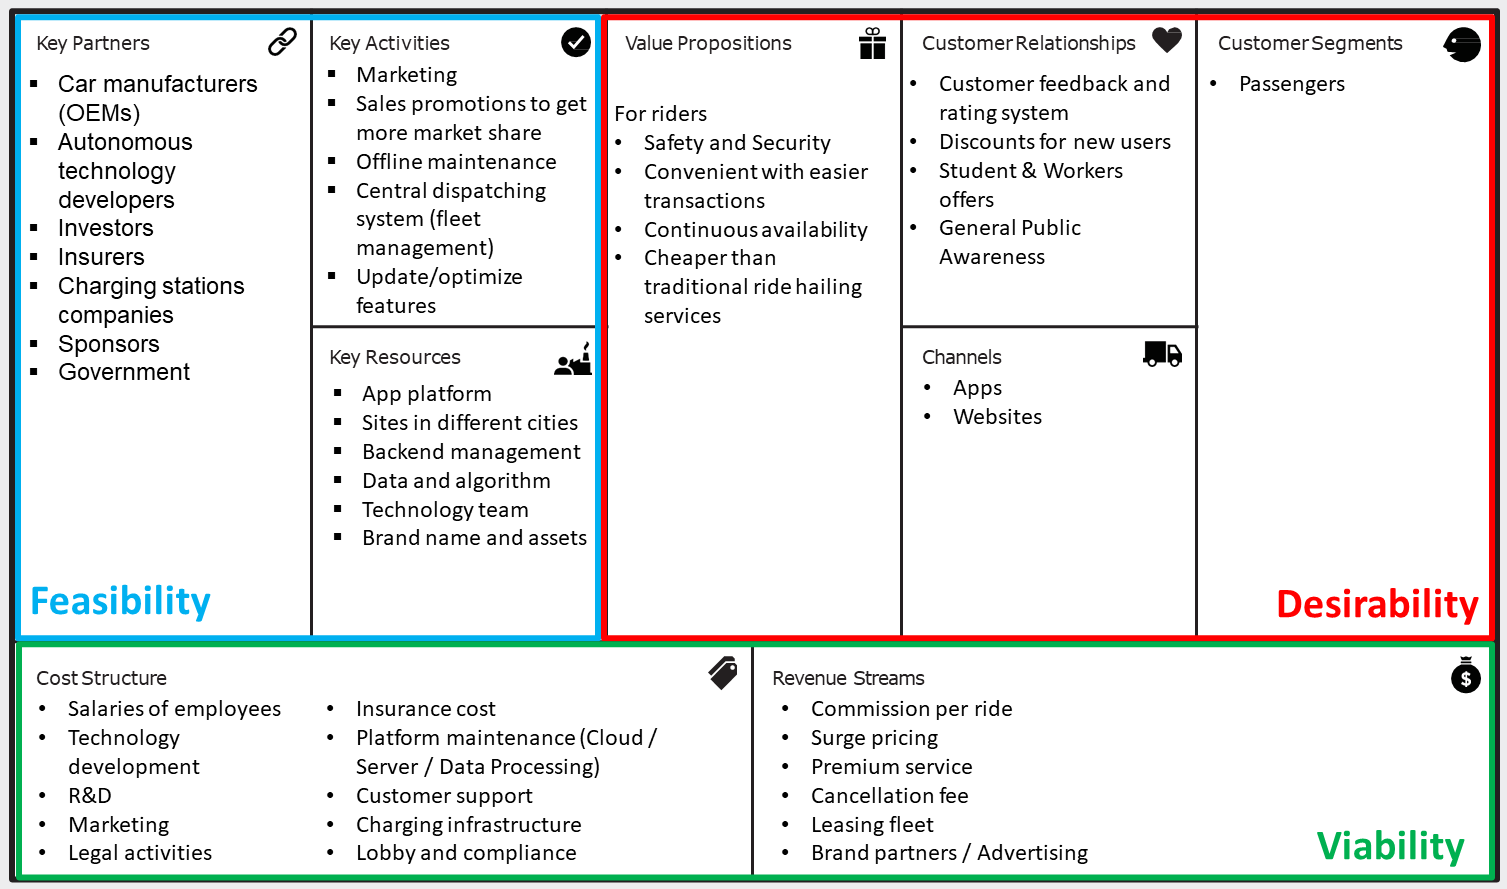 Key Partners
▪ Car manufacturers
(OEMs)
▪ Autonomous
technology
developers
▪ Investors
▪ Insurers
▪ Charging stations
companies
▪ Sponsors
▪ Government
Feasibility
Key Activities
▪ Marketing
▪ Sales promotions to get
more market share
▪ Offline maintenance
▪ Central dispatching
system (fleet
management)
▪ Update/optimize
features
Key Resources
▪ App platform
▪ Sites in different cities
▪ Backend management
▪ Data and algorithm
▪ Technology team
▪ Brand name and assets
Value Propositions
For riders
• Safety and Security
• Convenient with easier
transactions
• Continuous availability
• Cheaper than
traditional ride hailing
services
Customer Relationships
• Customer feedback and
rating system
• Discounts for new users
• Student & Workers
offers
• General Public
Awareness
Channels
• Apps
• Websites
Customer Segments
• Passengers
Desirability
Cost Structure
• Salaries of employees
• Technology
development
• R&D
• Marketing
• Legal activities
• Insurance cost
• Platform maintenance (Cloud /
Server / Data Processing)
• Customer support
• Charging infrastructure
• Lobby and compliance
Revenue Streams
$
• Commission per ride
• Surge pricing
• Premium service
• Cancellation fee
• Leasing fleet
• Brand partners / Advertising
Viability